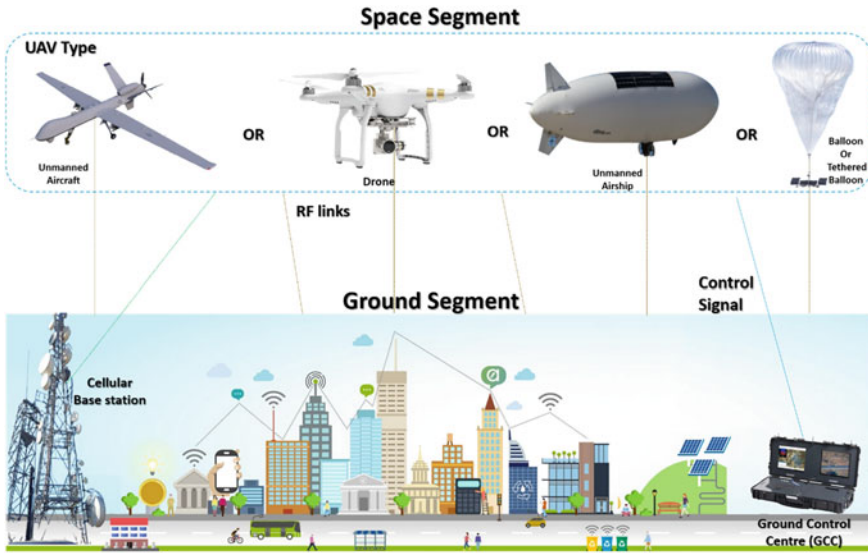 Space Segment
UAV Type
OR
OR
OR
Unmanned
Aircraft
Drone
Unmanned
Airship
Balloon
Or
Tethered
Balloon
RF links
Control
Signal
Ground Segment
Cellular
Base station
a
Ground Control
Centre (GCC)